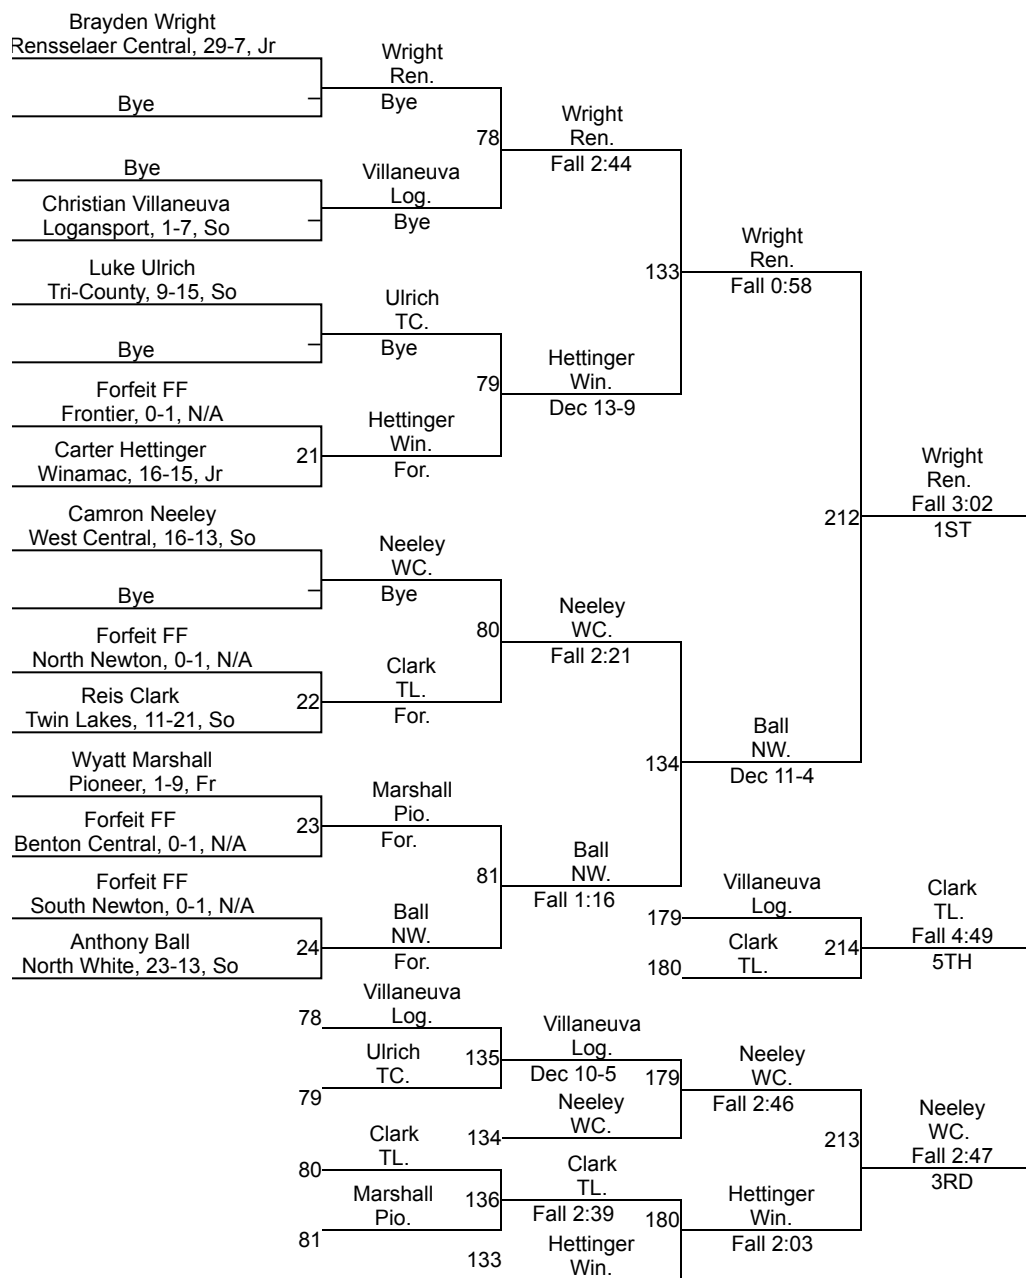 Brayden Wright
Rensselaer Central, 29-7, Jr
Bye
Bye
Christian Villaneuva
Logansport, 1-7, So
Luke Ulrich
Tri-County, 9-15, So
Bye
Forfeit FF
Frontier, 0-1, N/A
Carter Hettinger
Winamac, 16-15, Jr
Camron Neeley
West Central, 16-13, So
Bye
Forfeit FF
North Newton, 0-1, N/A
Reis Clark
Twin Lakes, 11-21, So
Wyatt Marshall
Pioneer, 1-9, Fr
Forfeit FF
Benton Central, 0-1, N/A
Forfeit FF
South Newton, 0-1, N/A
Anthony Ball
North White, 23-13, So
21
22
23
24
Wright
Ren.
Bye
Villaneuva
Log.
Bye
Ulrich
TC.
Bye
Hettinger
Win.
For.
Neeley
WC.
Bye
Clark
TL.
For.
Marshall
Pio.
For.
Ball
NW.
For.
78
79
80
81
Wright
Ren.
Fall 2:44
Hettinger
Win.
Dec 13-9
Neeley
WC.
Fall 2:21
Ball
NW.
Fall 1:16
133
134
Wright
Ren.
Fall 0:58
Ball
NW.
Dec 11-4
212
Wright
Ren.
Fall 3:02
1ST
179
Villaneuva
Log.
180
Clark
TL.
214
Clark
TL.
Fall 4:49
5TH
78
Villaneuva
Log.
79
Ulrich
TC.
135
Villaneuva
Log.
Dec 10-5
134
Neeley
WC.
179
Neeley
WC.
Fall 2:46
80
Clark
TL.
81
Marshall
Pio.
136
Clark
TL.
Fall 2:39
133
Hettinger
Win.
180
Hettinger
Win.
Fall 2:03
213
Neeley
WC.
Fall 2:47
3RD